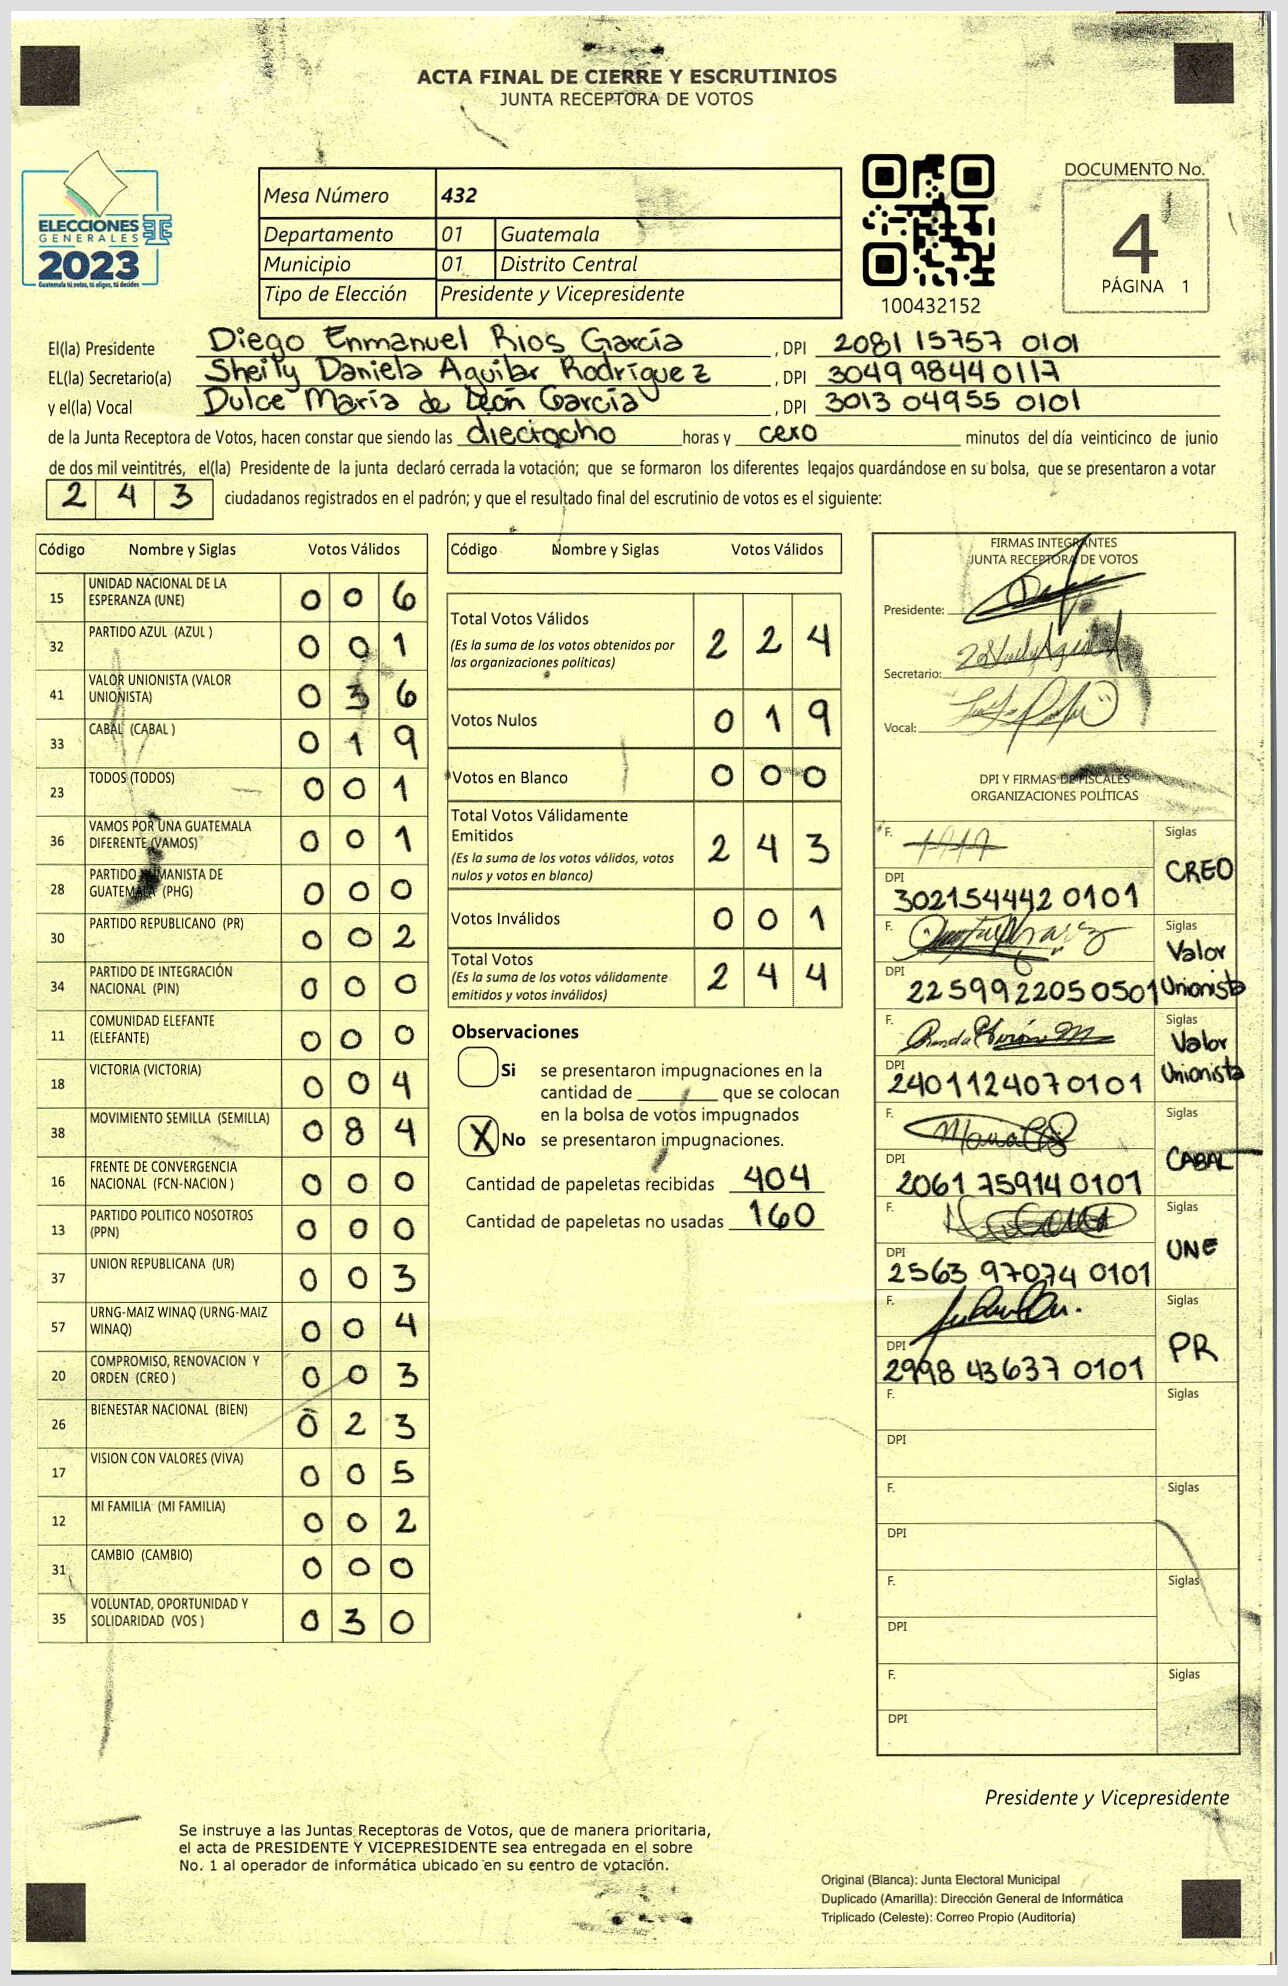 ACTA FINAL DE CIERRE Y ESCRUTINIOS
JUNTA RECEPTORA DE VOTOS
ELECCIONES
GENERALES
2023
Guatemala tú votas, tú eliges, tú decides
Mesa Número 432
Departamento 01 Guatemala
Municipio 01 Distrito Central
Tipo de Elección Presidente y Vicepresidente
100432152
DOCUMENTO No.
4
PÁGINA 1
El(la) Presidente Diego Enmanuel Rios García , DPI 2081 15757 0101
EL(la) Secretario(a) Sheily Daniela Aguilar Rodríguez , DPI 3049 98440117
y el(la) Vocal Dulce María de León García , DPI 3013 04955 0101
de la Junta Receptora de Votos, hacen constar que siendo las dieciocho horas y cero minutos del día veinticinco de junio
de dos mil veintitrés, el(la) Presidente de la junta declaró cerrada la votación; que se formaron los diferentes legajos guardándose en su bolsa, que se presentaron a votar
2 4 3 ciudadanos registrados en el padrón; y que el resultado final del escrutinio de votos es el siguiente:
Código Nombre y Siglas Votos Válidos
15 UNIDAD NACIONAL DE LA ESPERANZA (UNE) 0 0 6
32 PARTIDO AZUL (AZUL ) 0 0 1
41 VALOR UNIONISTA (VALOR UNIONISTA) 0 3 6
33 CABAL (CABAL ) 0 1 9
23 TODOS (TODOS) 0 0 1
36 VAMOS POR UNA GUATEMALA DIFERENTE (VAMOS) 0 0 1
28 PARTIDO HUMANISTA DE GUATEMALA (PHG) 0 0 0
30 PARTIDO REPUBLICANO (PR) 0 0 2
34 PARTIDO DE INTEGRACIÓN NACIONAL (PIN) 0 0 0
11 COMUNIDAD ELEFANTE (ELEFANTE) 0 0 0
18 VICTORIA (VICTORIA) 0 0 4
38 MOVIMIENTO SEMILLA (SEMILLA) 0 8 4
16 FRENTE DE CONVERGENCIA NACIONAL (FCN-NACION ) 0 0 0
13 PARTIDO POLITICO NOSOTROS (PPN) 0 0 0
37 UNION REPUBLICANA (UR) 0 0 3
57 URNG-MAIZ WINAQ (URNG-MAIZ WINAQ) 0 0 4
20 COMPROMISO, RENOVACION Y ORDEN (CREO ) 0 0 3
26 BIENESTAR NACIONAL (BIEN) 0 2 3
17 VISION CON VALORES (VIVA) 0 0 5
12 MI FAMILIA (MI FAMILIA) 0 0 2
31 CAMBIO (CAMBIO) 0 0 0
35 VOLUNTAD, OPORTUNIDAD Y SOLIDARIDAD (VOS ) 0 3 0
Código Nombre y Siglas Votos Válidos
Total Votos Válidos 2 2 4
(Es la suma de los votos obtenidos por las organizaciones políticas)
Votos Nulos 0 1 9
Votos en Blanco 0 0 0
Total Votos Válidamente Emitidos 2 4 3
(Es la suma de los votos válidos, votos nulos y votos en blanco)
Votos Inválidos 0 0 1
Total Votos 2 4 4
(Es la suma de los votos válidamente emitidos y votos inválidos)
Observaciones
Si se presentaron impugnaciones en la
cantidad de ________ que se colocan
en la bolsa de votos impugnados
X No se presentaron impugnaciones.
Cantidad de papeletas recibidas 404
Cantidad de papeletas no usadas 160
FIRMAS INTEGRANTES
JUNTA RECEPTORA DE VOTOS
Presidente:
Secretario:
Vocal:
DPI Y FIRMAS DE FISCALES
ORGANIZACIONES POLÍTICAS
F. Siglas CREO
DPI 302154442 0101
F. Siglas Valor Unionista
DPI 2259922050501
F. Siglas Valor Unionista
DPI 2401124070101
F. Siglas CABAL
DPI 2061 75914 0101
F. Siglas UNE
DPI 2563 97074 0101
F. Siglas PR
DPI 2998 43637 0101
F. Siglas
DPI
F. Siglas
DPI
F. Siglas
DPI
F. Siglas
DPI
Presidente y Vicepresidente
Se instruye a las Juntas Receptoras de Votos, que de manera prioritaria,
el acta de PRESIDENTE Y VICEPRESIDENTE sea entregada en el sobre
No. 1 al operador de informática ubicado en su centro de votación.
Original (Blanca): Junta Electoral Municipal
Duplicado (Amarilla): Dirección General de Informática
Triplicado (Celeste): Correo Propio (Auditoría)